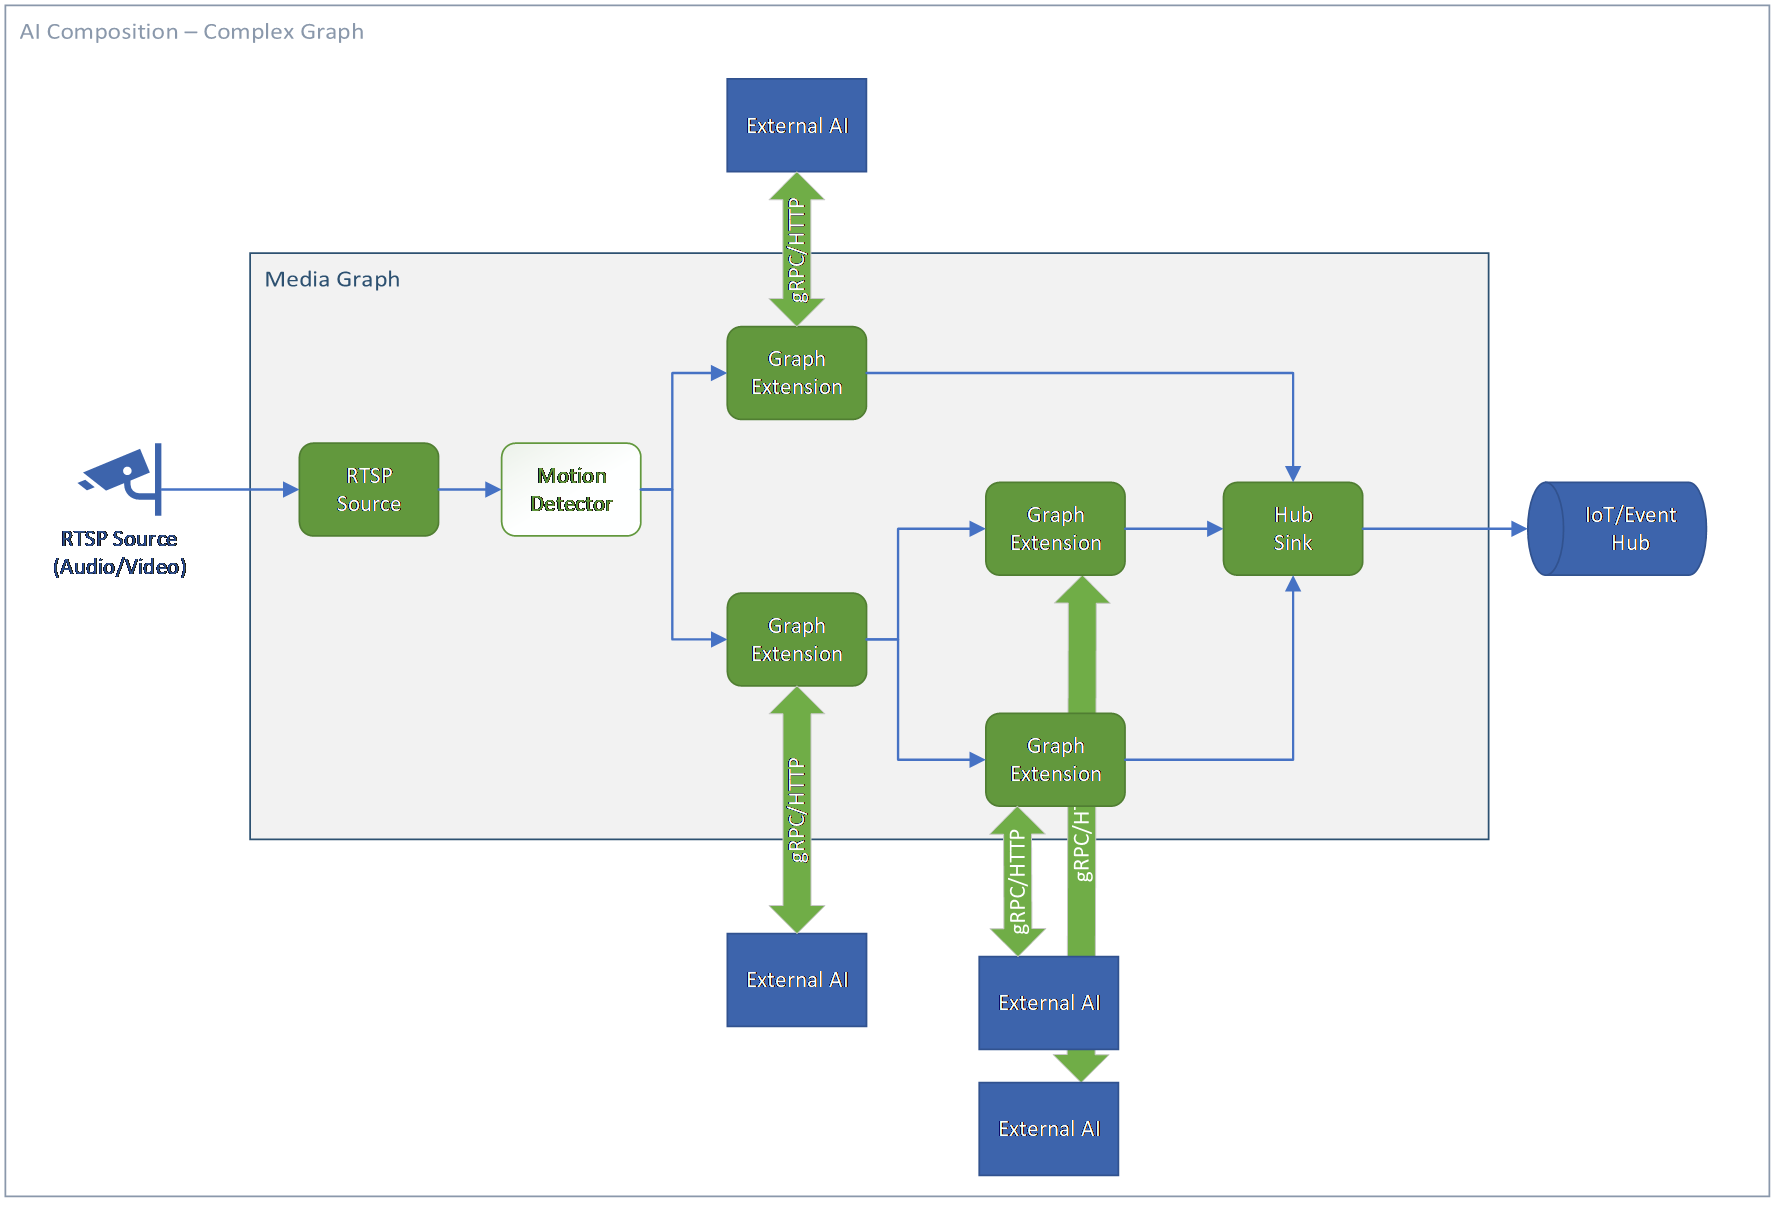 AI Composition – Complex Graph
External AI
gRPC/HTTP
Media Graph
Graph
Extension
RTSP
Source
Motion
Detector
RTSP Source
(Audio/Video)
Graph
Extension
Hub
Sink
IoT/Event
Hub
Graph
Extension
Graph
Extension
gRPC/HTTP
gRPC/HTTP
gRPC/H
External AI
External AI
External AI